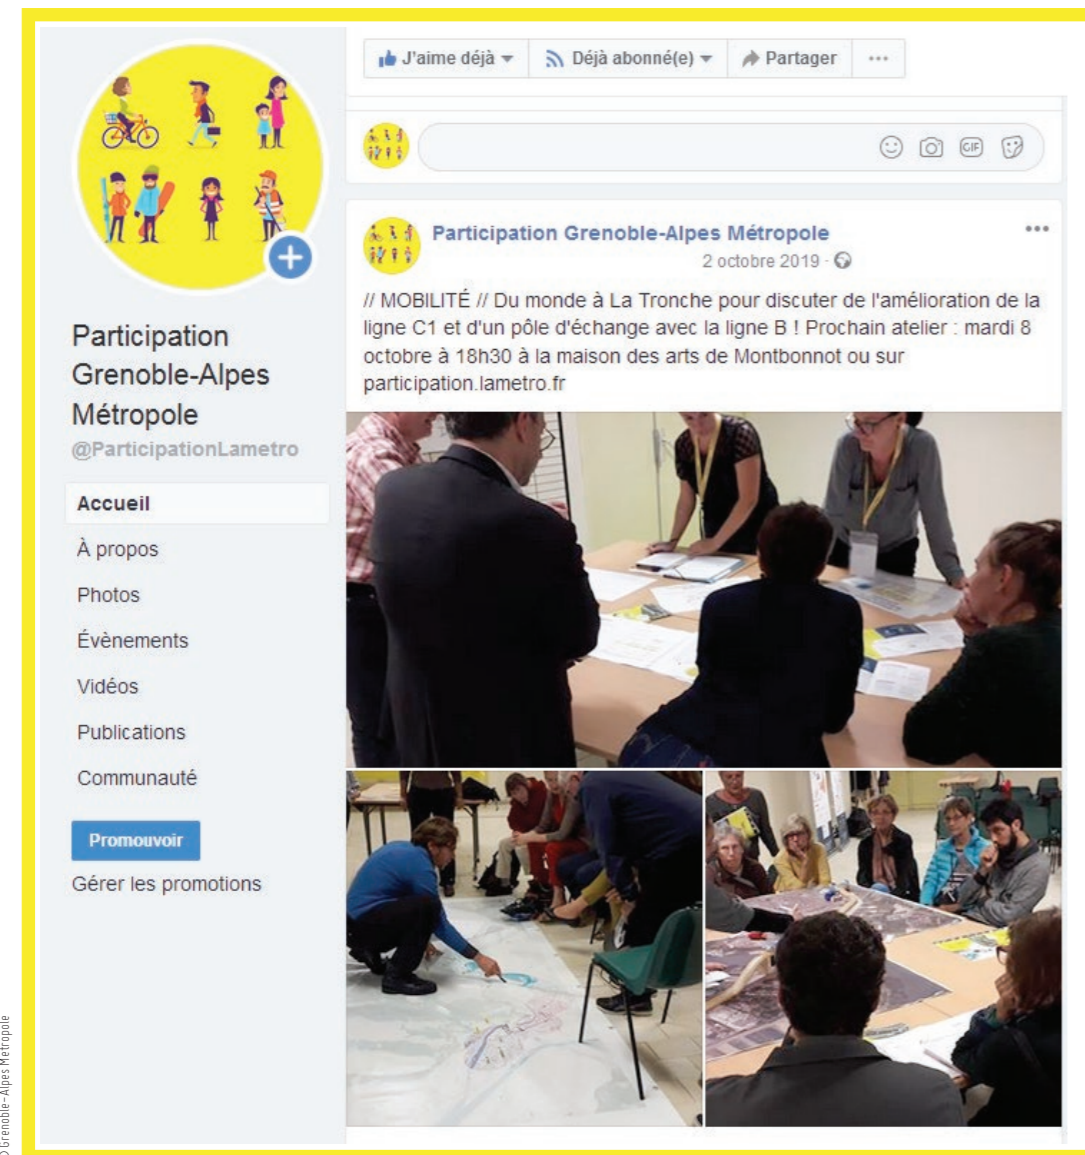 J'aime déjà
Déjà abonné(e)
Partager
GIF
Participation
Grenoble-Alpes
Métropole
@ParticipationLametro
Accueil
À propos
Photos
Évènements
Vidéos
Publications
Communauté
Promouvoir
Gérer les promotions
Participation Grenoble-Alpes Métropole
2 octobre 2019 ·
// MOBILITÉ // Du monde à La Tronche pour discuter de l'amélioration de la
ligne C1 et d'un pôle d'échange avec la ligne B ! Prochain atelier : mardi 8
octobre à 18h30 à la maison des arts de Montbonnot ou sur
participation.lametro.fr
© Grenoble-Alpes Metropole